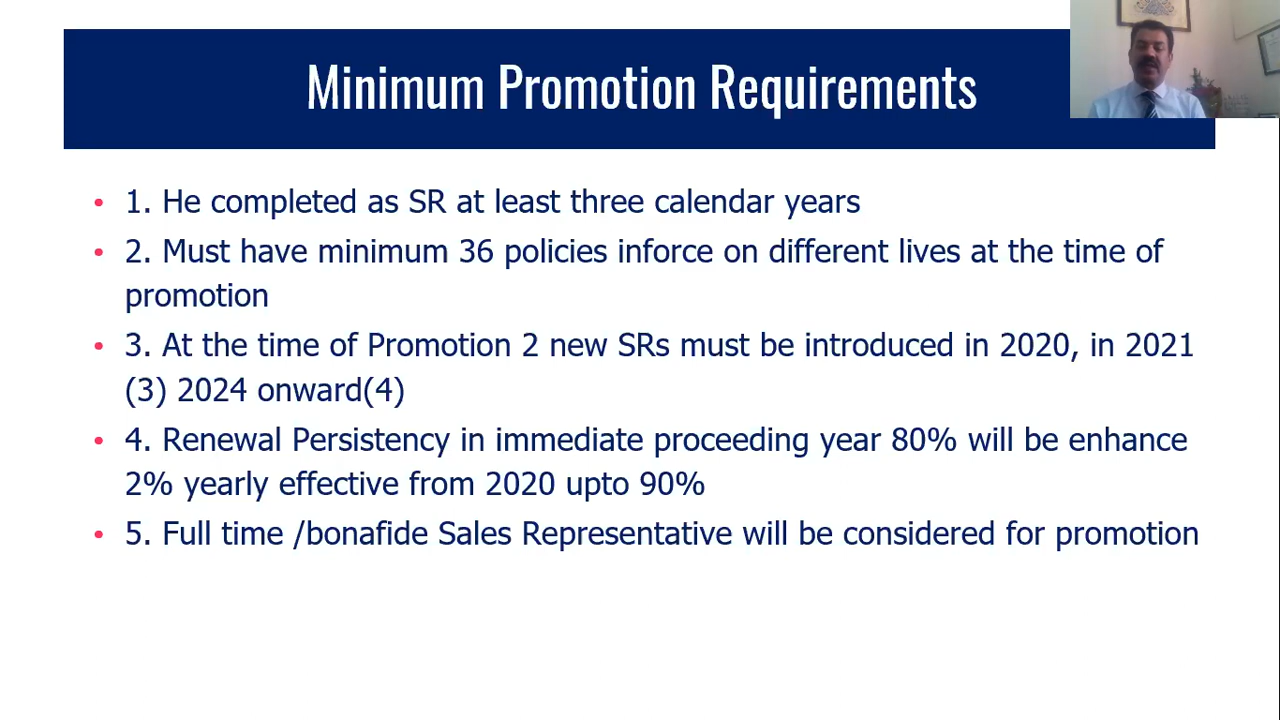 Minimum Promotion Requirements
• 1. He completed as SR at least three calendar years
• 2. Must have minimum 36 policies inforce on different lives at the time of
promotion
• 3. At the time of Promotion 2 new SRs must be introduced in 2020, in 2021
(3) 2024 onward(4)
• 4. Renewal Persistency in immediate proceeding year 80% will be enhance
2% yearly effective from 2020 upto 90%
• 5. Full time /bonafide Sales Representative will be considered for promotion